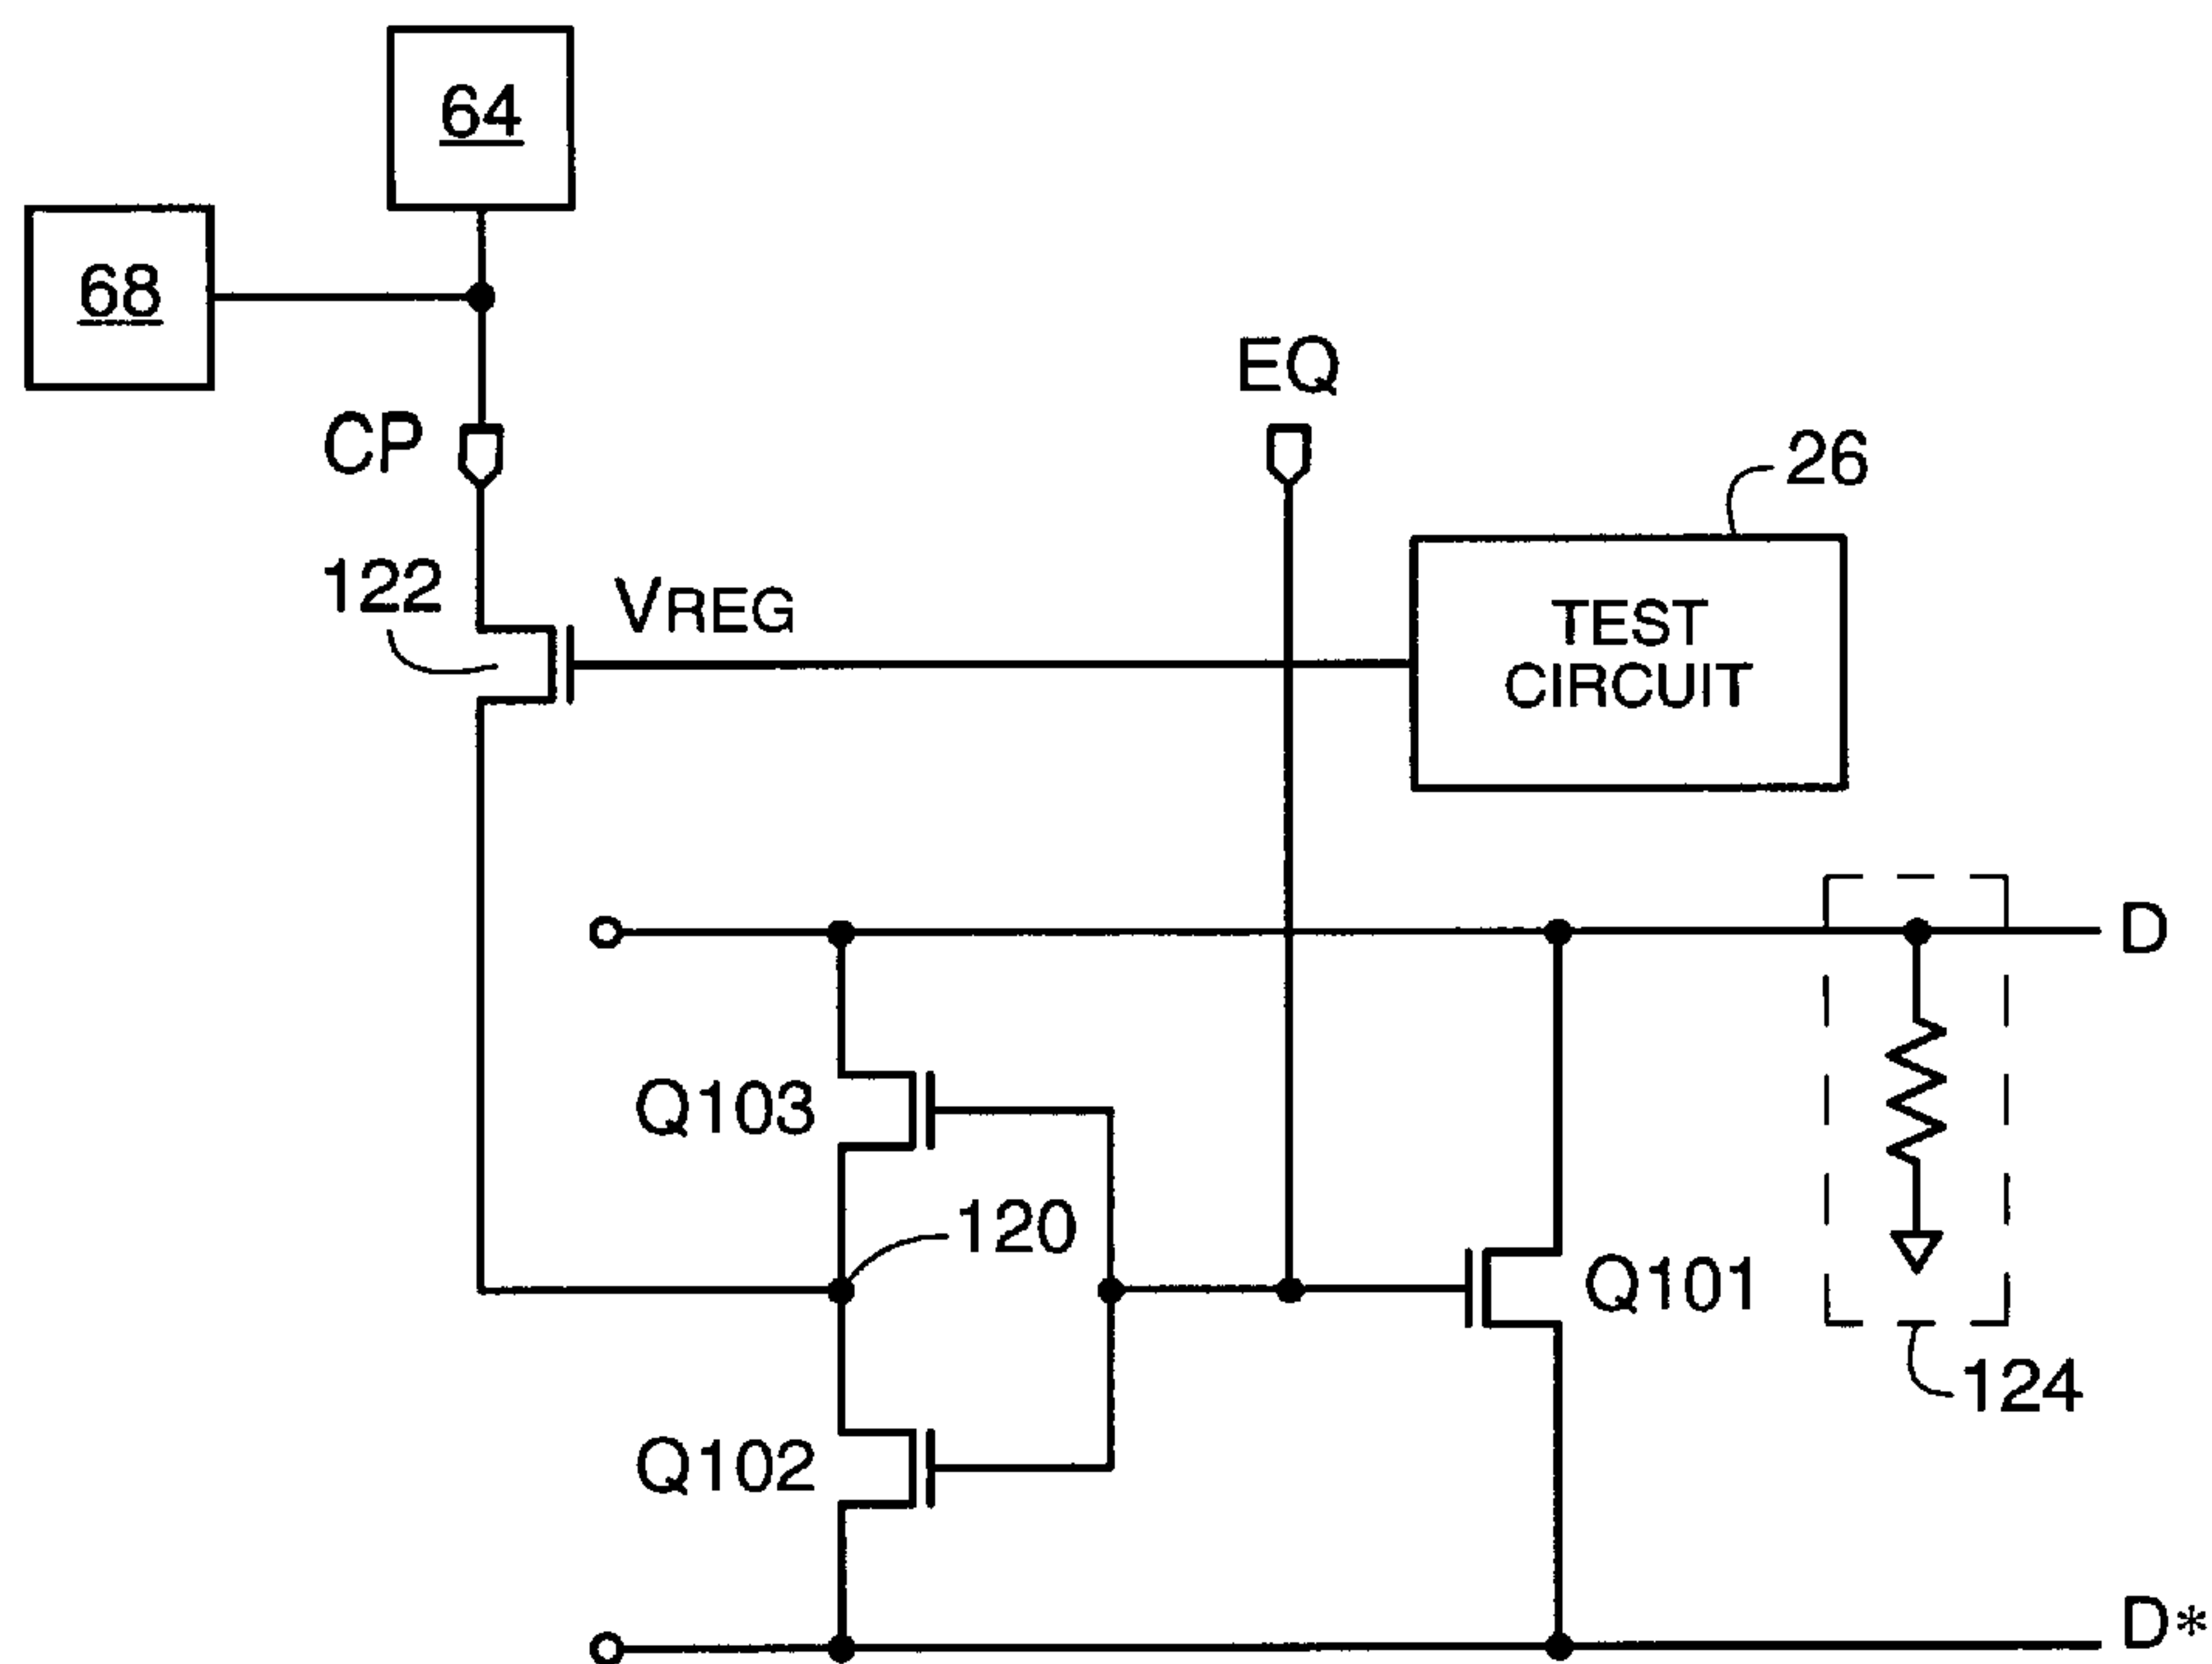 64
68
EQ
CP
26
122
VREG
TEST
CIRCUIT
D
Q103
120
Q101
124
Q102
D*